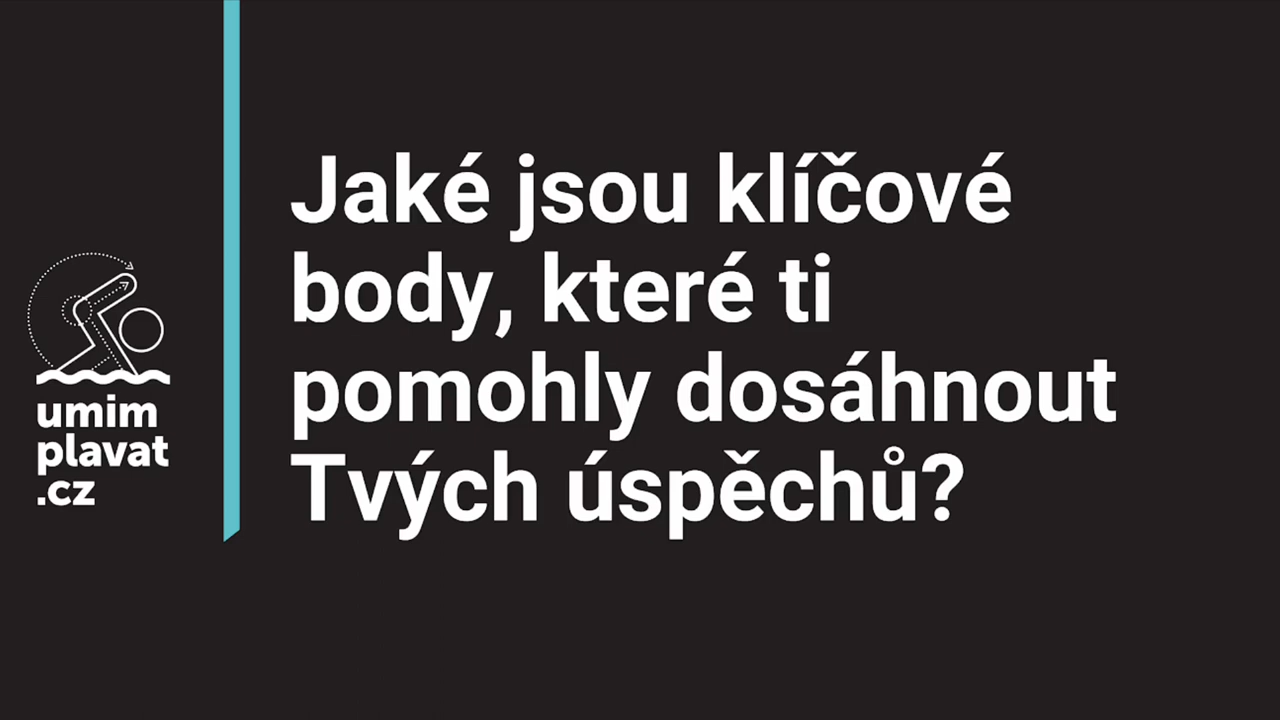 Jaké jsou klíčové
body, které ti
pomohly dosáhnout
Tvých úspěchů?
umim
plavat
.cz